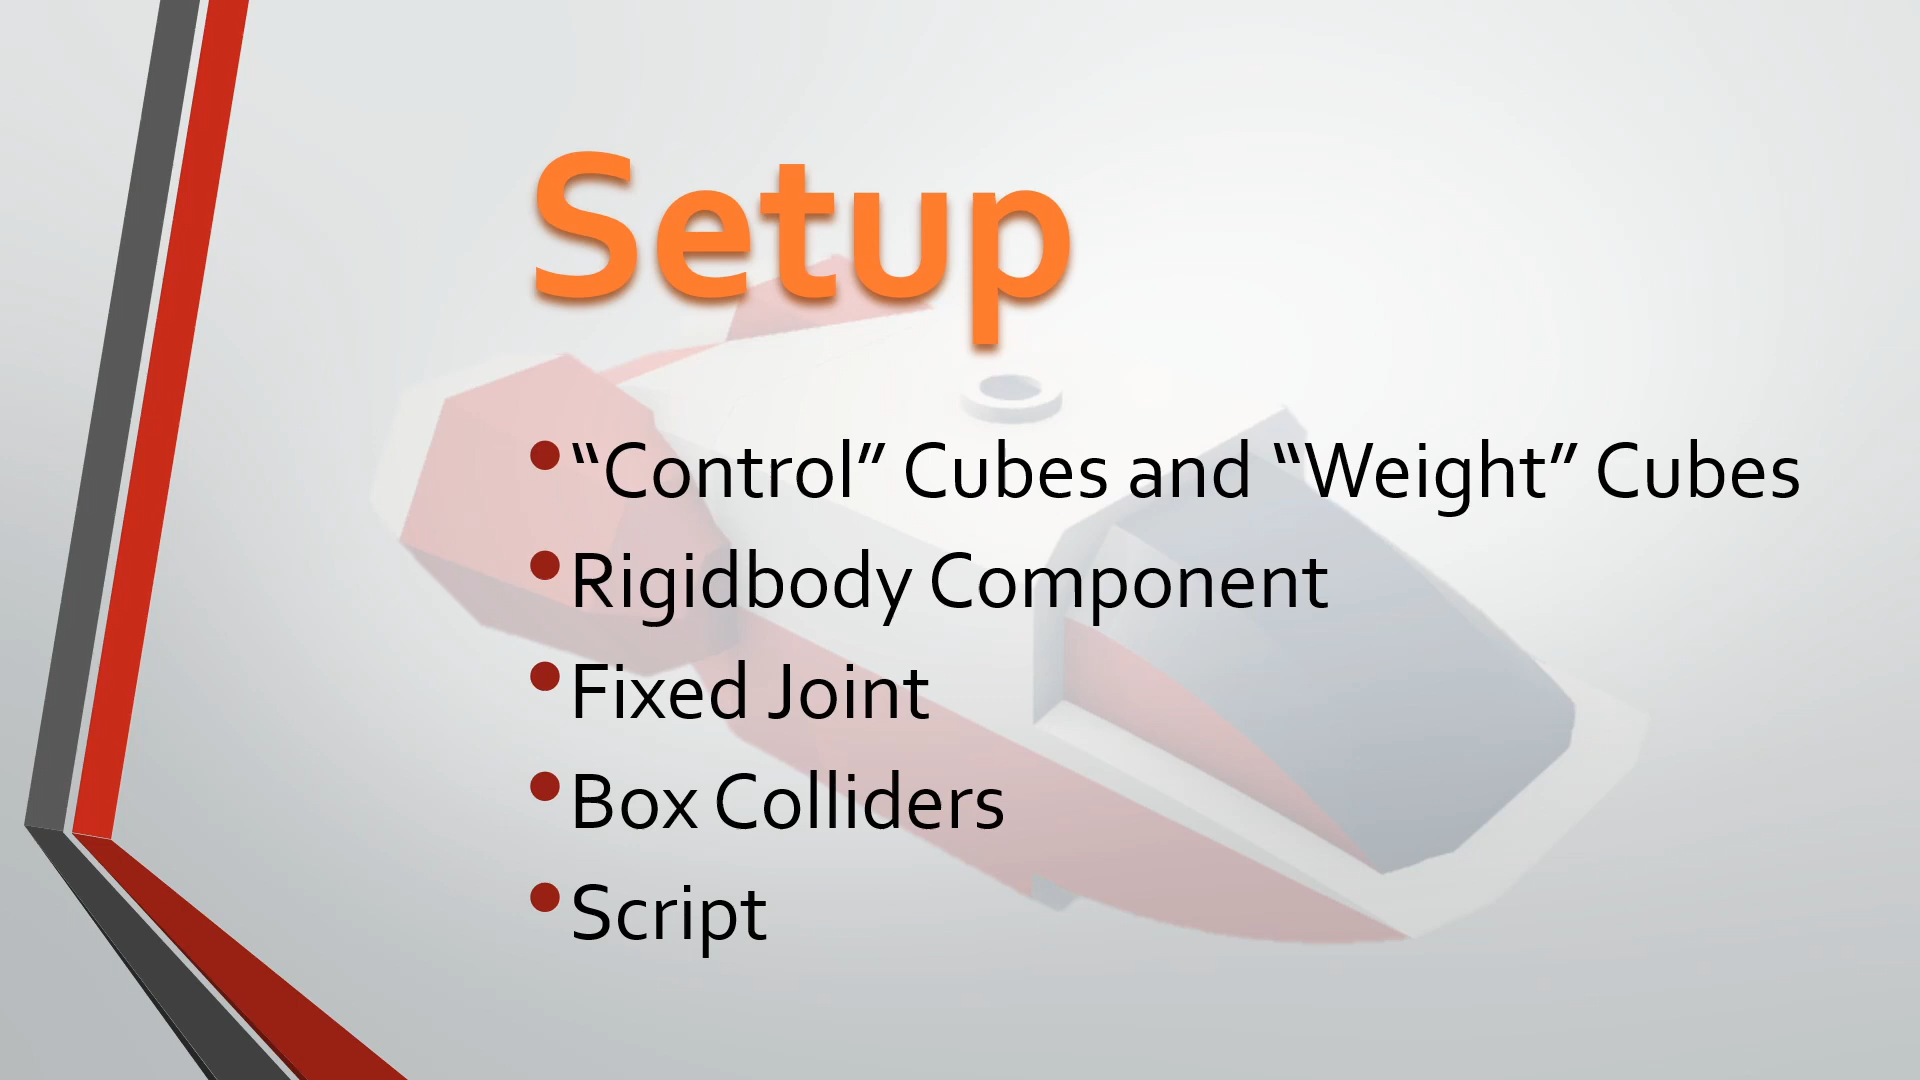 Setup
• “Control” Cubes and “Weight” Cubes
• Rigidbody Component
• Fixed Joint
• Box Colliders
• Script